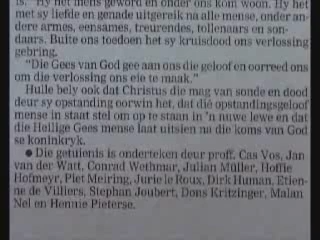 is. "Hy het mens geword en onder ons kom woon. Hy het
met sy liefde en genade uitgereik na alle mense, onder an-
dere armes, eensames, treurendes, tollenaars en son-
daars. Buite ons toedoen het sy kruisdood ons verlossing
gebring.
"Die Gees van God gee aan ons die geloof en oorreed ons
om die verlossing ons eie te maak."
Hulle bely ook dat Christus die mag van sonde en dood
deur sy opstanding oorwin het, dat dié opstandingsgeloof
mense in staat stel om op te staan in 'n nuwe lewe en dat
die Heilige Gees mense laat uitsien na die koms van God
se koninkryk.
● Die getuienis is onderteken deur proff. Cas Vos, Jan
van der Watt, Conrad Wethmar, Julian Müller, Hoffie
Hofmeyr, Piet Meiring, Jurie le Roux, Dirk Human, Etien-
ne de Villiers, Stephan Joubert, Dons Kritzinger, Malan
Nel en Hennie Pieterse.